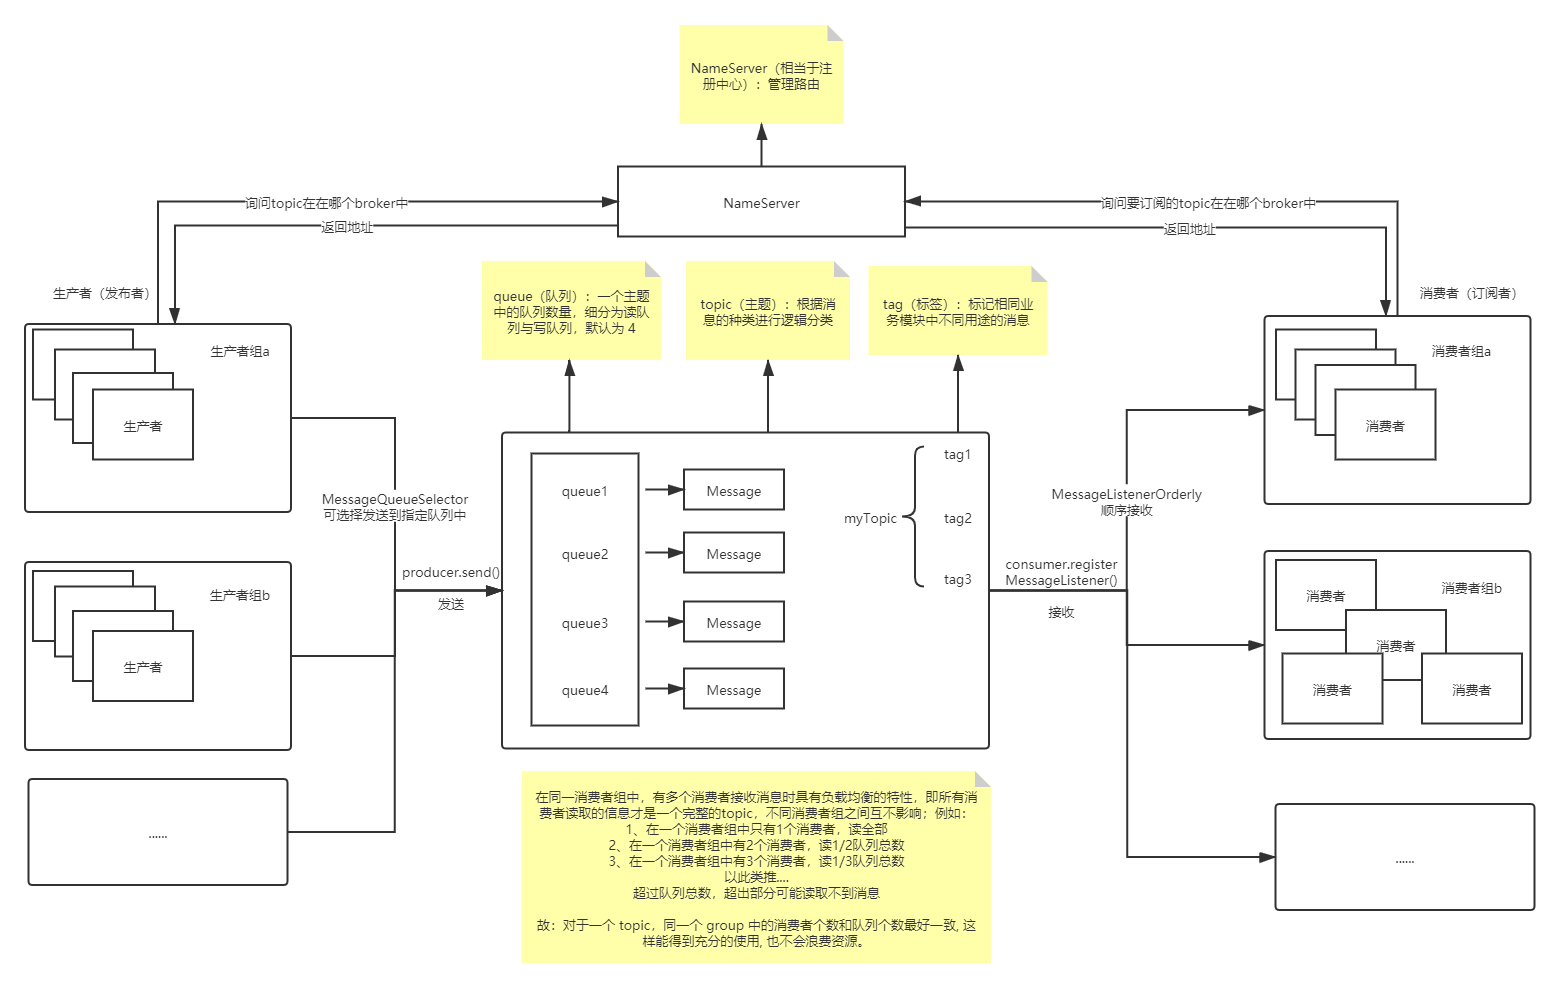 NameServer（相当于注
册中心）：管理路由
NameServer
询问topic在在哪个broker中
返回地址
询问要订阅的topic在在哪个broker中
返回地址
生产者（发布者）
消费者（订阅者）
queue（队列）：一个主题
中的队列数量，细分为读队
列与写队列，默认为 4
topic（主题）：根据消
息的种类进行逻辑分类
tag（标签）：标记相同业
务模块中不同用途的消息
生产者组a
生产者
MessageQueueSelector
可选择发送到指定队列中
生产者组b
生产者
......
producer.send()
发送
queue1
Message
queue2
Message
queue3
Message
queue4
Message
myTopic
tag1
tag2
tag3
MessageListenerOrderly
顺序接收
consumer.register
MessageListener()
接收
消费者组a
消费者
消费者组b
消费者
消费者
消费者
消费者
......
在同一消费者组中，有多个消费者接收消息时具有负载均衡的特性，即所有消
费者读取的信息才是一个完整的topic，不同消费者组之间互不影响；例如：
1、在一个消费者组中只有1个消费者，读全部
2、在一个消费者组中有2个消费者，读1/2队列总数
3、在一个消费者组中有3个消费者，读1/3队列总数
以此类推....
超过队列总数，超出部分可能读取不到消息
故：对于一个 topic，同一个 group 中的消费者个数和队列个数最好一致, 这
样能得到充分的使用, 也不会浪费资源。